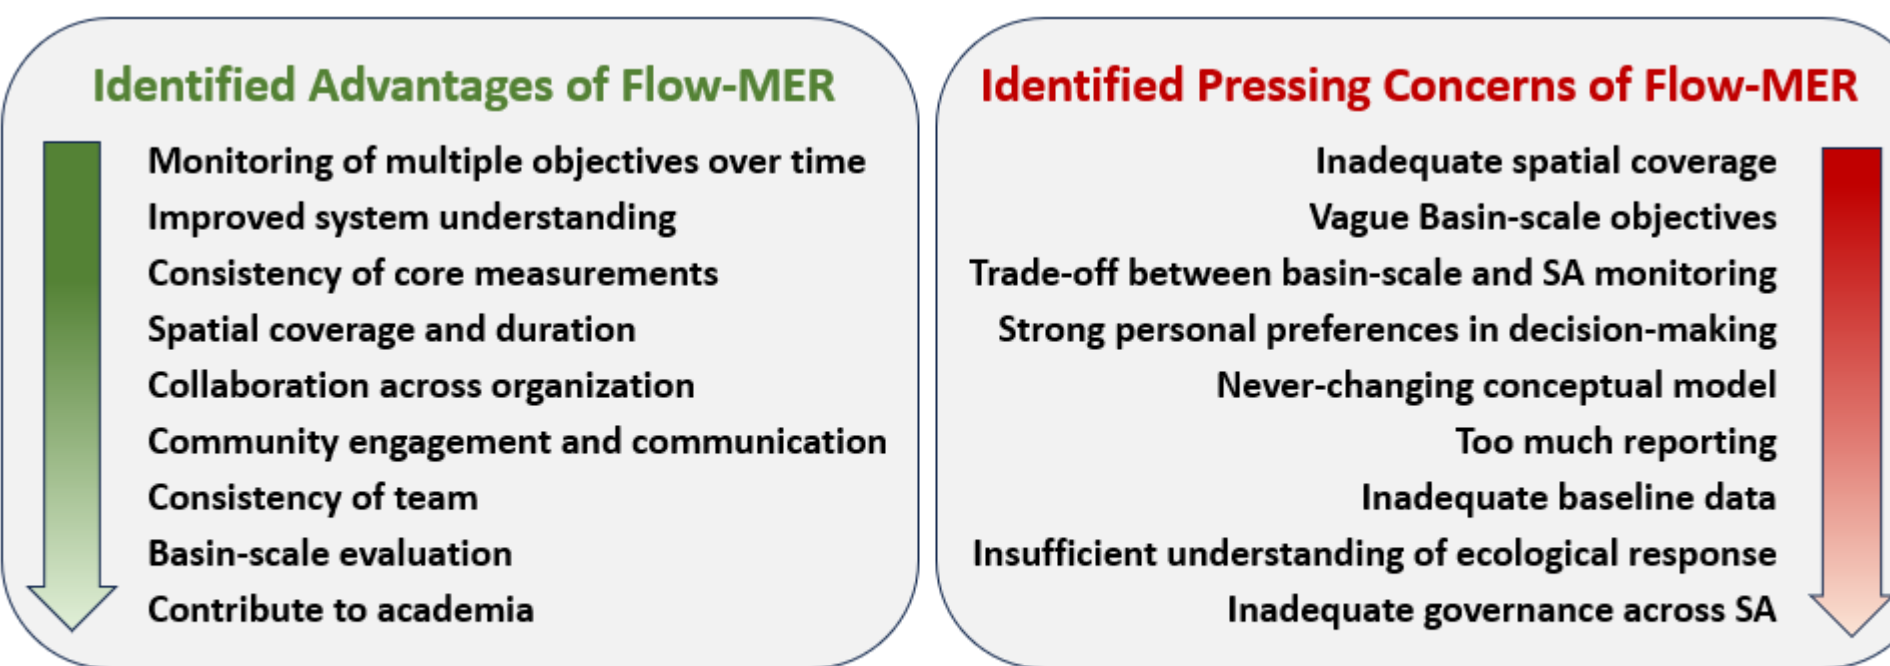 Identified Advantages of Flow-MER
Monitoring of multiple objectives over time
Improved system understanding
Consistency of core measurements
Spatial coverage and duration
Collaboration across organization
Community engagement and communication
Consistency of team
Basin-scale evaluation
Contribute to academia
Identified Pressing Concerns of Flow-MER
Inadequate spatial coverage
Vague Basin-scale objectives
Trade-off between basin-scale and SA monitoring
Strong personal preferences in decision-making
Never-changing conceptual model
Too much reporting
Inadequate baseline data
Insufficient understanding of ecological response
Inadequate governance across SA